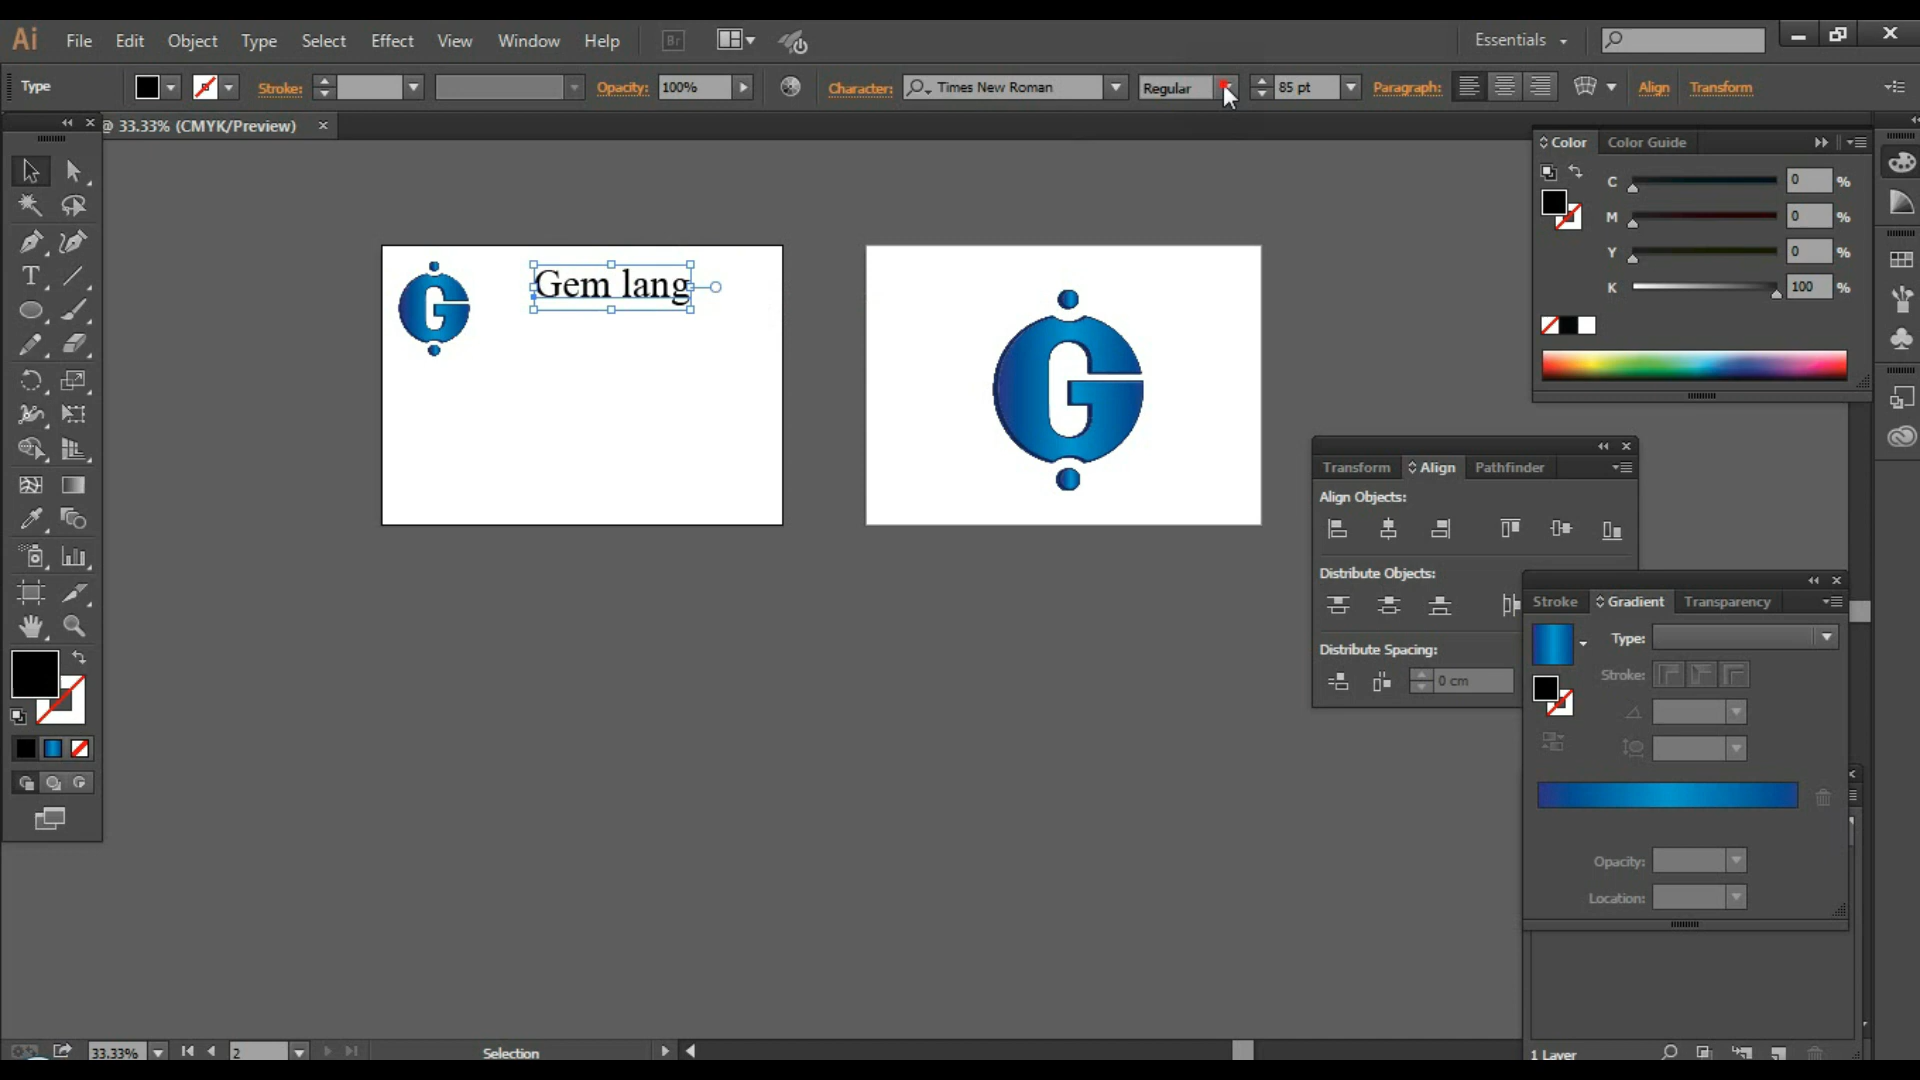 Ai File Edit Object Type Select Effect View Window Help Br Essentials
Type Stroke: Opacity: 100% Character: Times New Roman Regular 85 pt Paragraph: Align Transform
@ 33.33% (CMYK/Preview)
Color Color Guide
C 0 %
M 0 %
Y 0 %
K 100 %
G Gem lang
G
Transform Align Pathfinder
Align Objects:
Distribute Objects:
Distribute Spacing:
0 cm
Stroke Gradient Transparency
Type:
Stroke:
Opacity:
Location:
T
33.33% 2 Selection
1 Layer